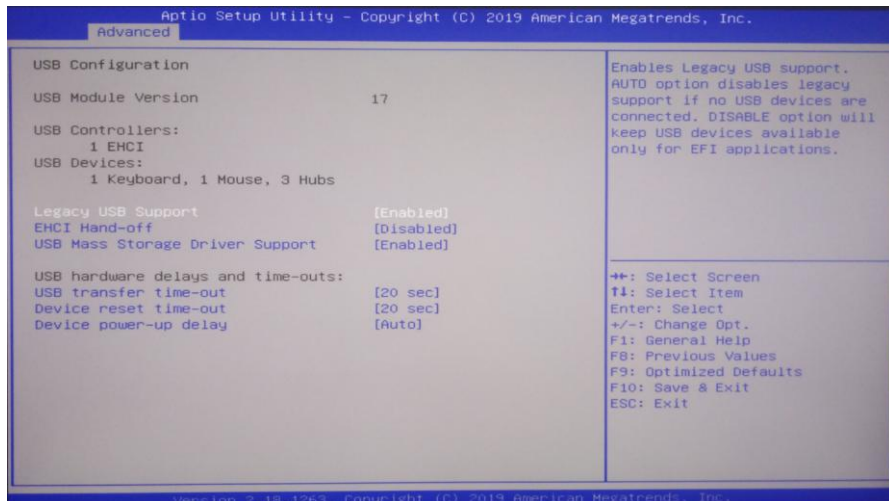 Aptio Setup Utility – Copyright (C) 2019 American Megatrends, Inc.
Advanced
USB Configuration
USB Module Version 17
USB Controllers:
1 EHCI
USB Devices:
1 Keyboard, 1 Mouse, 3 Hubs
Legacy USB Support [Enabled]
EHCI Hand-off [Disabled]
USB Mass Storage Driver Support [Enabled]
USB hardware delays and time-outs:
USB transfer time-out [20 sec]
Device reset time-out [20 sec]
Device power-up delay [Auto]
Enables Legacy USB support.
AUTO option disables legacy
support if no USB devices are
connected. DISABLE option will
keep USB devices available
only for EFI applications.
→←: Select Screen
↑↓: Select Item
Enter: Select
+/-: Change Opt.
F1: General Help
F8: Previous Values
F9: Optimized Defaults
F10: Save & Exit
ESC: Exit
Version 2.18.1263. Copyright (C) 2019 American Megatrends, Inc.